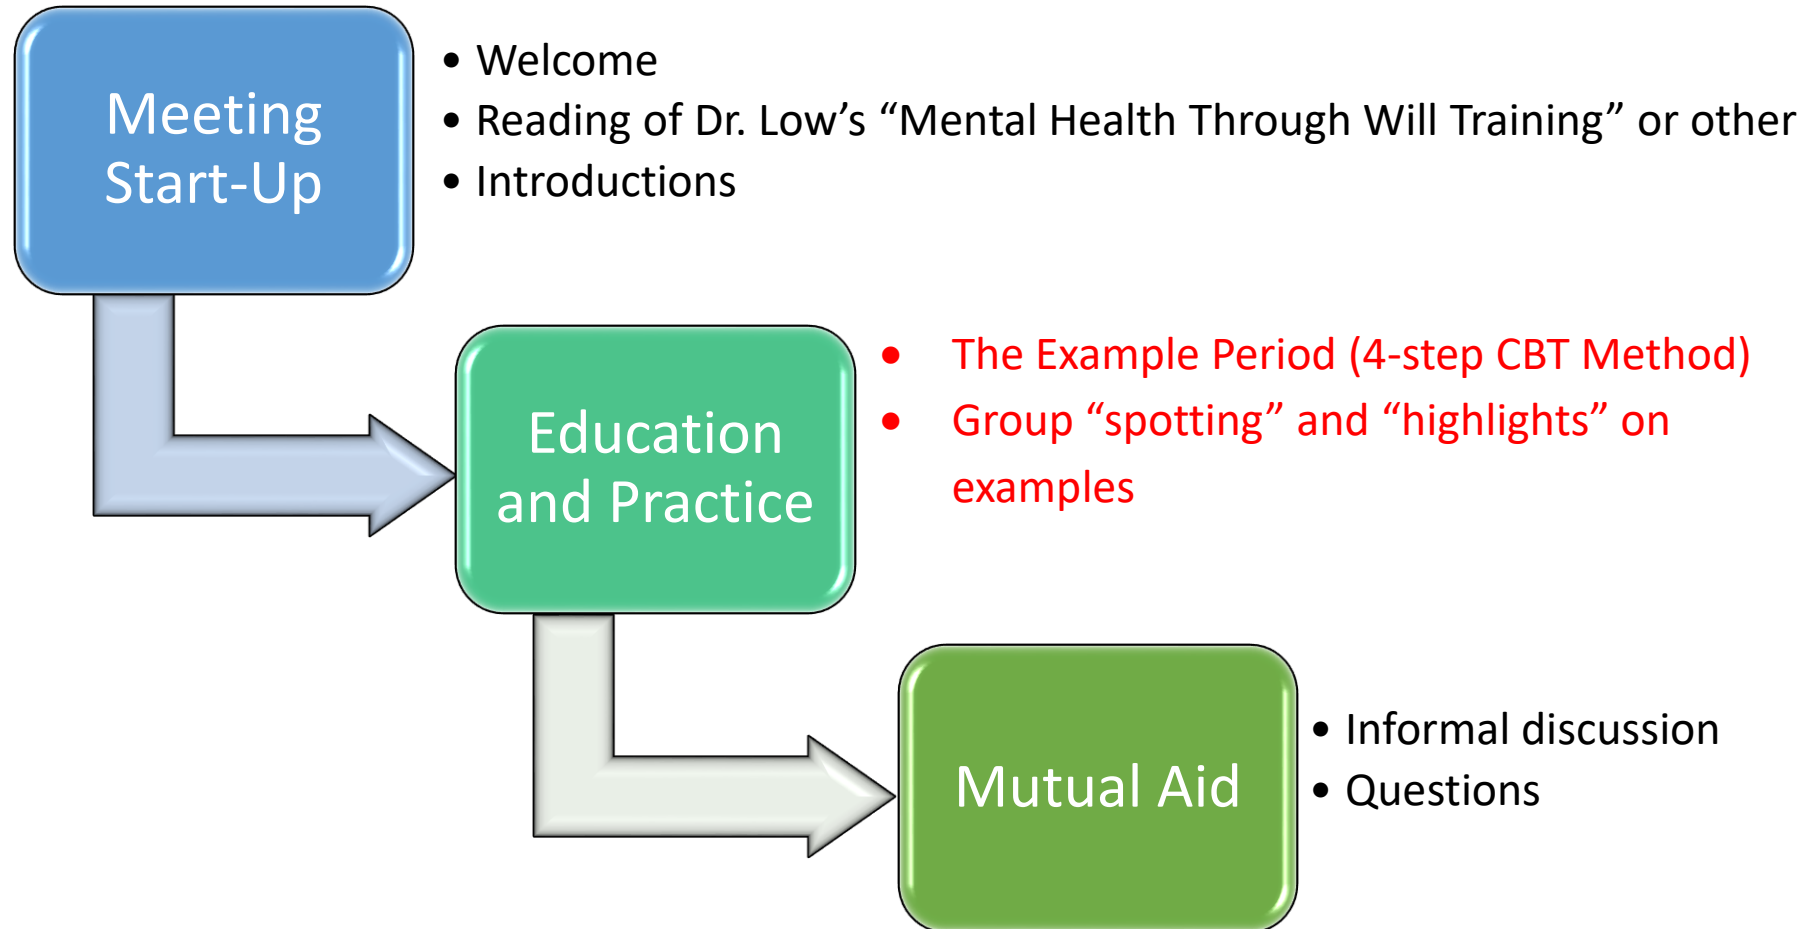 Meeting
Start-Up
• Welcome
• Reading of Dr. Low’s “Mental Health Through Will Training” or other
• Introductions
Education
and Practice
• The Example Period (4-step CBT Method)
• Group “spotting” and “highlights” on
examples
Mutual Aid
• Informal discussion
• Questions